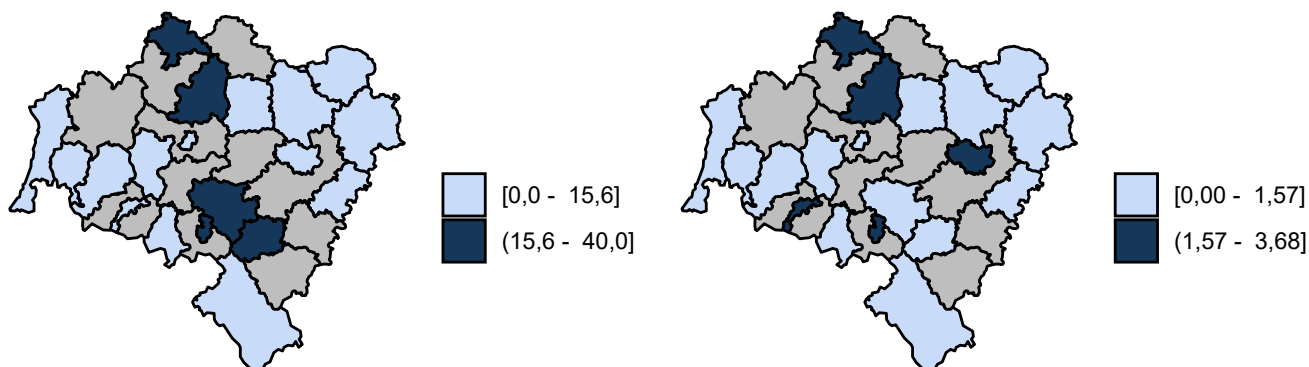 [0,0 - 15,6]
(15,6 - 40,0]
[0,00 - 1,57]
(1,57 - 3,68]